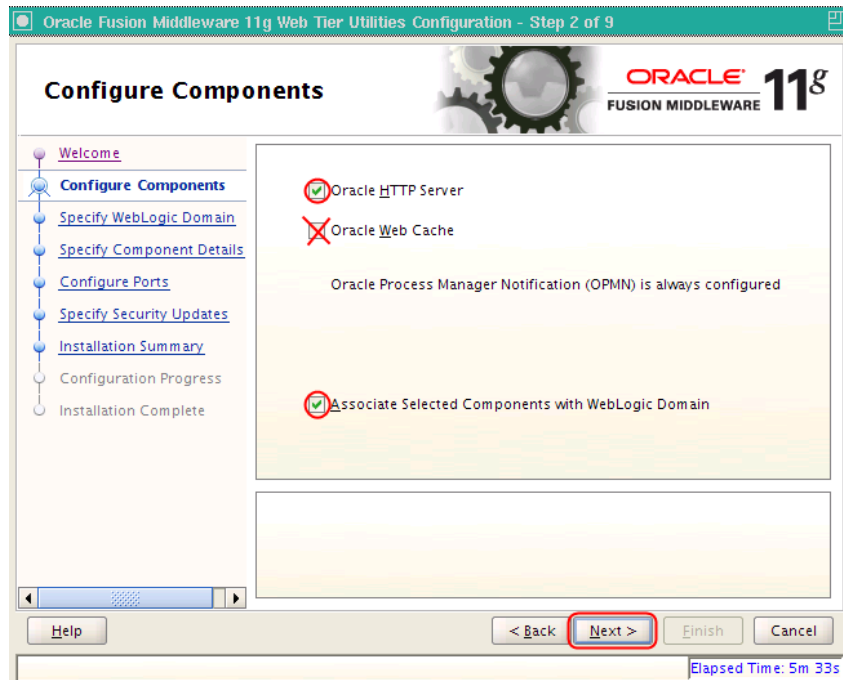 Oracle Fusion Middleware 11g Web Tier Utilities Configuration - Step 2 of 9
Configure Components
ORACLE
FUSION MIDDLEWARE 11g
Welcome
Configure Components
Specify WebLogic Domain
Specify Component Details
Configure Ports
Specify Security Updates
Installation Summary
Configuration Progress
Installation Complete
Oracle HTTP Server
Oracle Web Cache
Oracle Process Manager Notification (OPMN) is always configured
Associate Selected Components with WebLogic Domain
Help
< Back
Next >
Finish
Cancel
Elapsed Time: 5m 33s